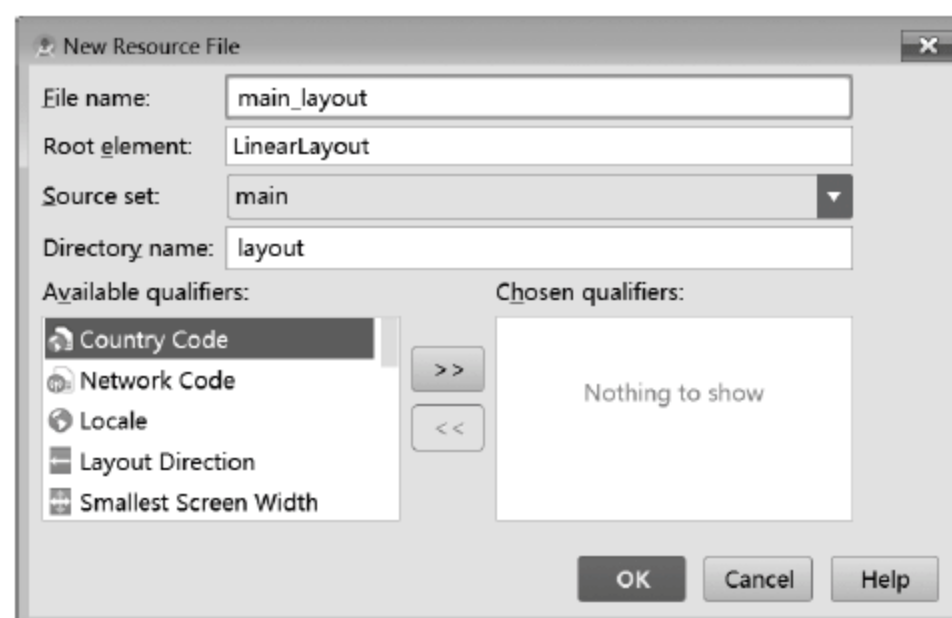 New Resource File
File name: main_layout
Root element: LinearLayout
Source set: main
Directory name: layout
Available qualifiers: Chosen qualifiers:
Country Code
Network Code
Locale
Layout Direction
Smallest Screen Width
>>
<<
Nothing to show
OK Cancel Help